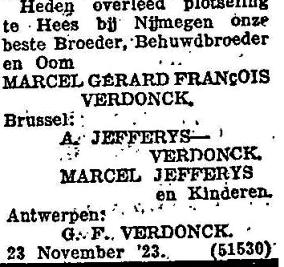 Heden overleed plotseling
te Hees bij Nijmegen onze
beste Broeder, Behuwdbroeder
en Oom
MARCEL GÉRARD FRANÇOIS
VERDONCK.
Brussel:
A. JEFFERYS—
VERDONCK.
MARCEL JEFFERYS
en Kinderen.
Antwerpen:
G. F. VERDONCK.
23 November '23. (51530)